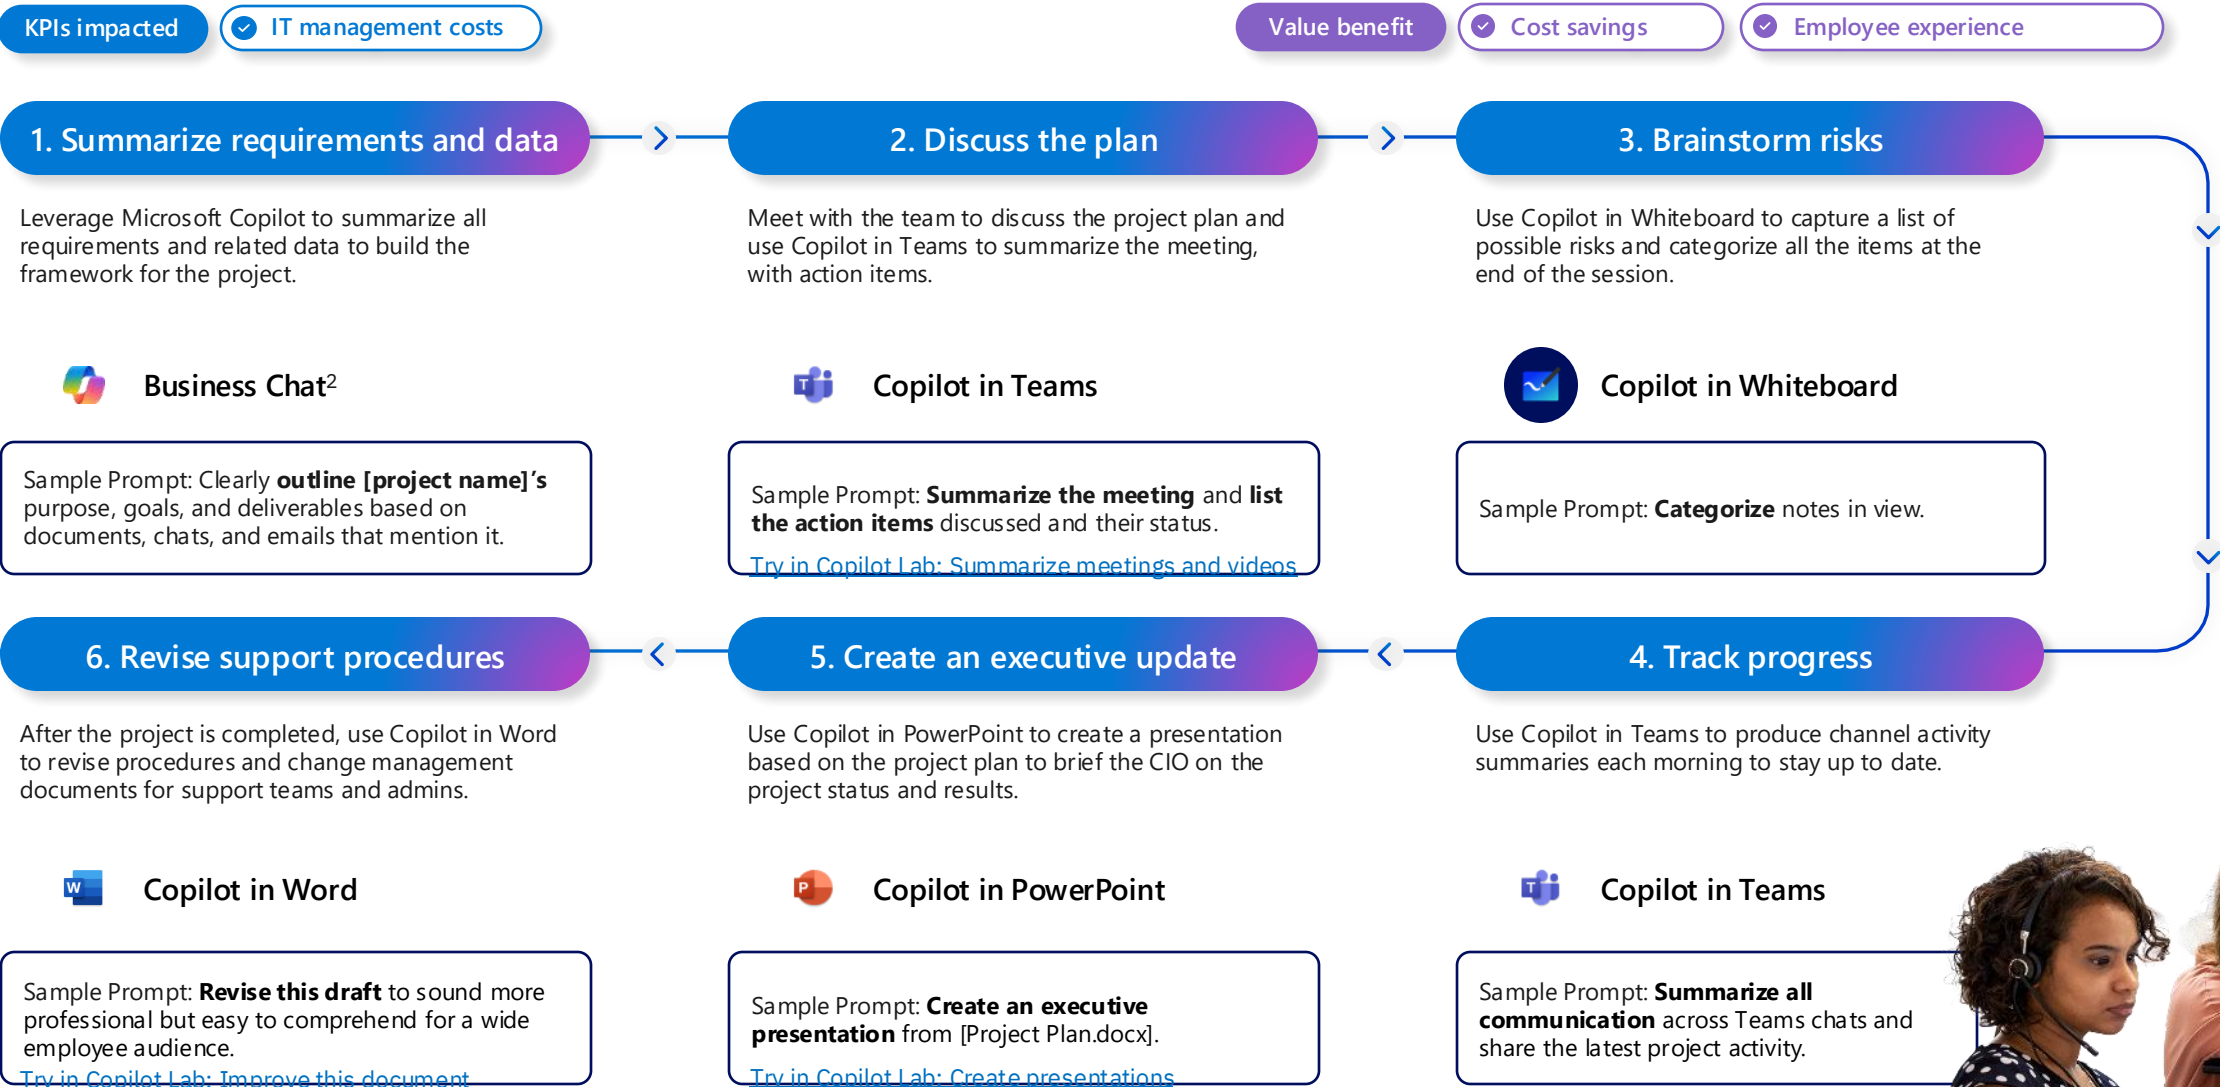 KPIs impacted
IT management costs
Value benefit
Cost savings
Employee experience
1. Summarize requirements and data
Leverage Microsoft Copilot to summarize all
requirements and related data to build the
framework for the project.
Business Chat2
Sample Prompt: Clearly outline [project name]’s
purpose, goals, and deliverables based on
documents, chats, and emails that mention it.
2. Discuss the plan
Meet with the team to discuss the project plan and
use Copilot in Teams to summarize the meeting,
with action items.
Copilot in Teams
Sample Prompt: Summarize the meeting and list
the action items discussed and their status.
Try in Copilot Lab: Summarize meetings and videos
3. Brainstorm risks
Use Copilot in Whiteboard to capture a list of
possible risks and categorize all the items at the
end of the session.
Copilot in Whiteboard
Sample Prompt: Categorize notes in view.
4. Track progress
Use Copilot in Teams to produce channel activity
summaries each morning to stay up to date.
Copilot in Teams
Sample Prompt: Summarize all
communication across Teams chats and
share the latest project activity.
5. Create an executive update
Use Copilot in PowerPoint to create a presentation
based on the project plan to brief the CIO on the
project status and results.
Copilot in PowerPoint
Sample Prompt: Create an executive
presentation from [Project Plan.docx].
Try in Copilot Lab: Create presentations
6. Revise support procedures
After the project is completed, use Copilot in Word
to revise procedures and change management
documents for support teams and admins.
Copilot in Word
Sample Prompt: Revise this draft to sound more
professional but easy to comprehend for a wide
employee audience.
Try in Copilot Lab: Improve this document